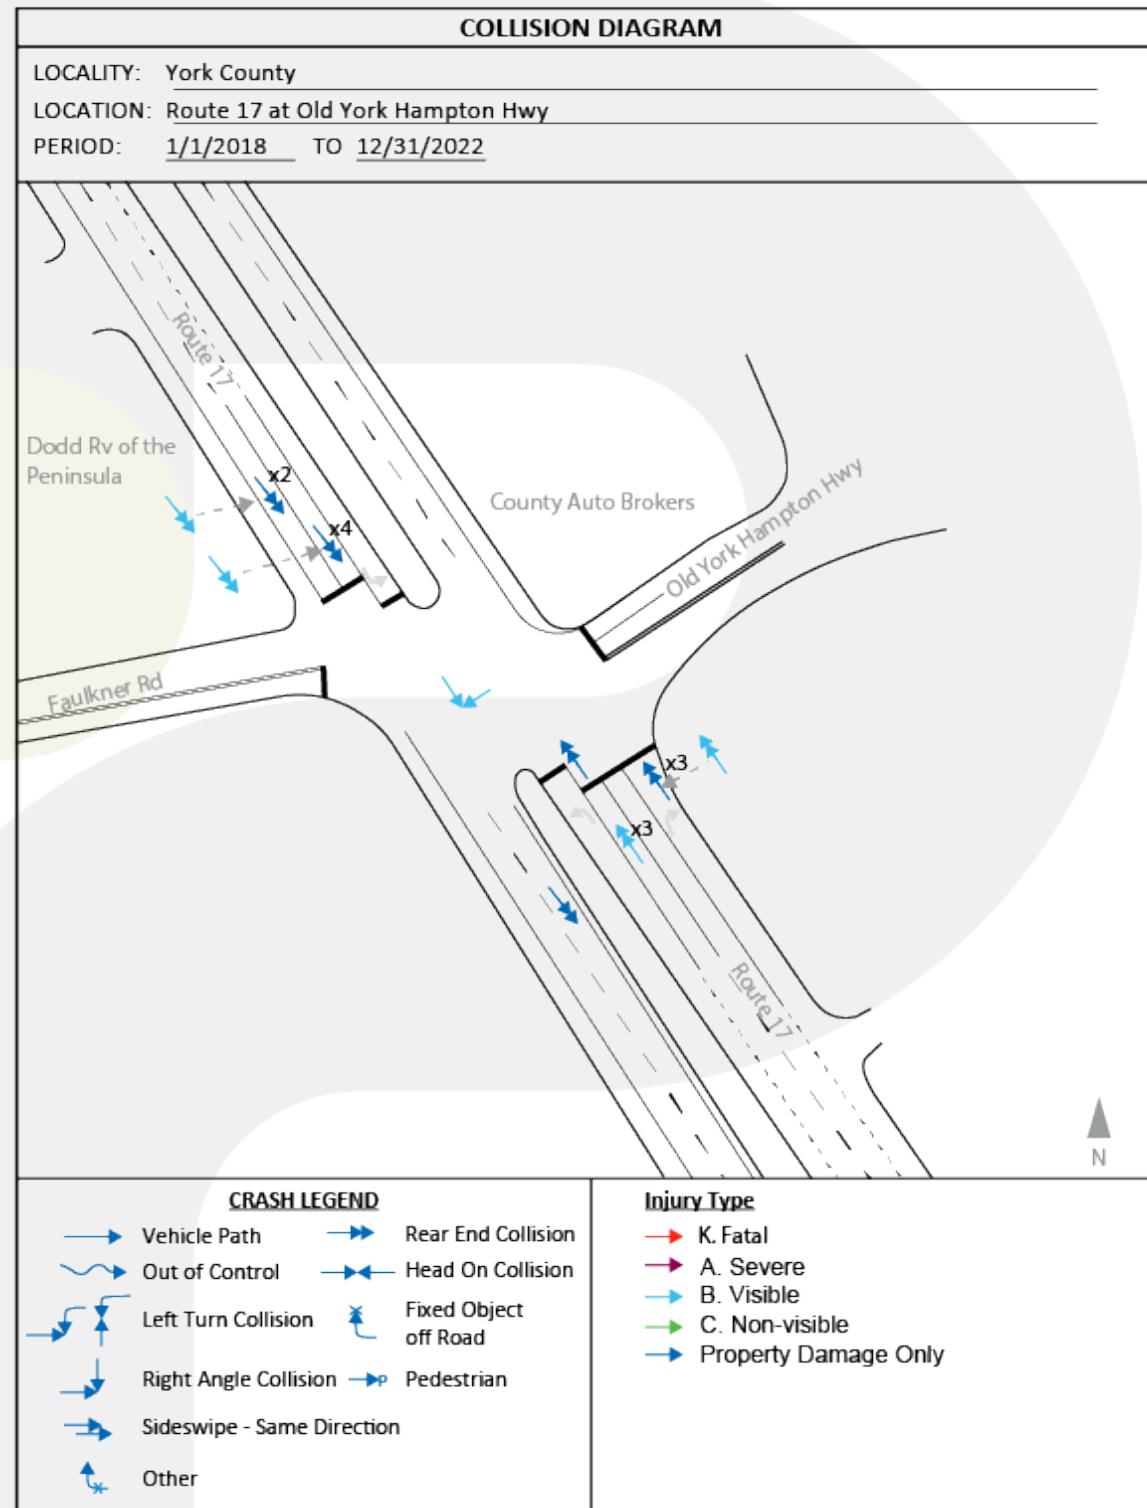 COLLISION DIAGRAM
LOCALITY: York County
LOCATION: Route 17 at Old York Hampton Hwy
PERIOD: 1/1/2018 TO 12/31/2022
Route 17
Dodd Rv of the
Peninsula
x2
x4
County Auto Brokers
Old York Hampton Hwy
Faulkner Rd
x3
x3
Route 17
N
CRASH LEGEND
Vehicle Path
Rear End Collision
Out of Control
Head On Collision
Left Turn Collision
Fixed Object
off Road
Right Angle Collision
P
Pedestrian
Sideswipe - Same Direction
Other
Injury Type
K. Fatal
A. Severe
B. Visible
C. Non-visible
Property Damage Only